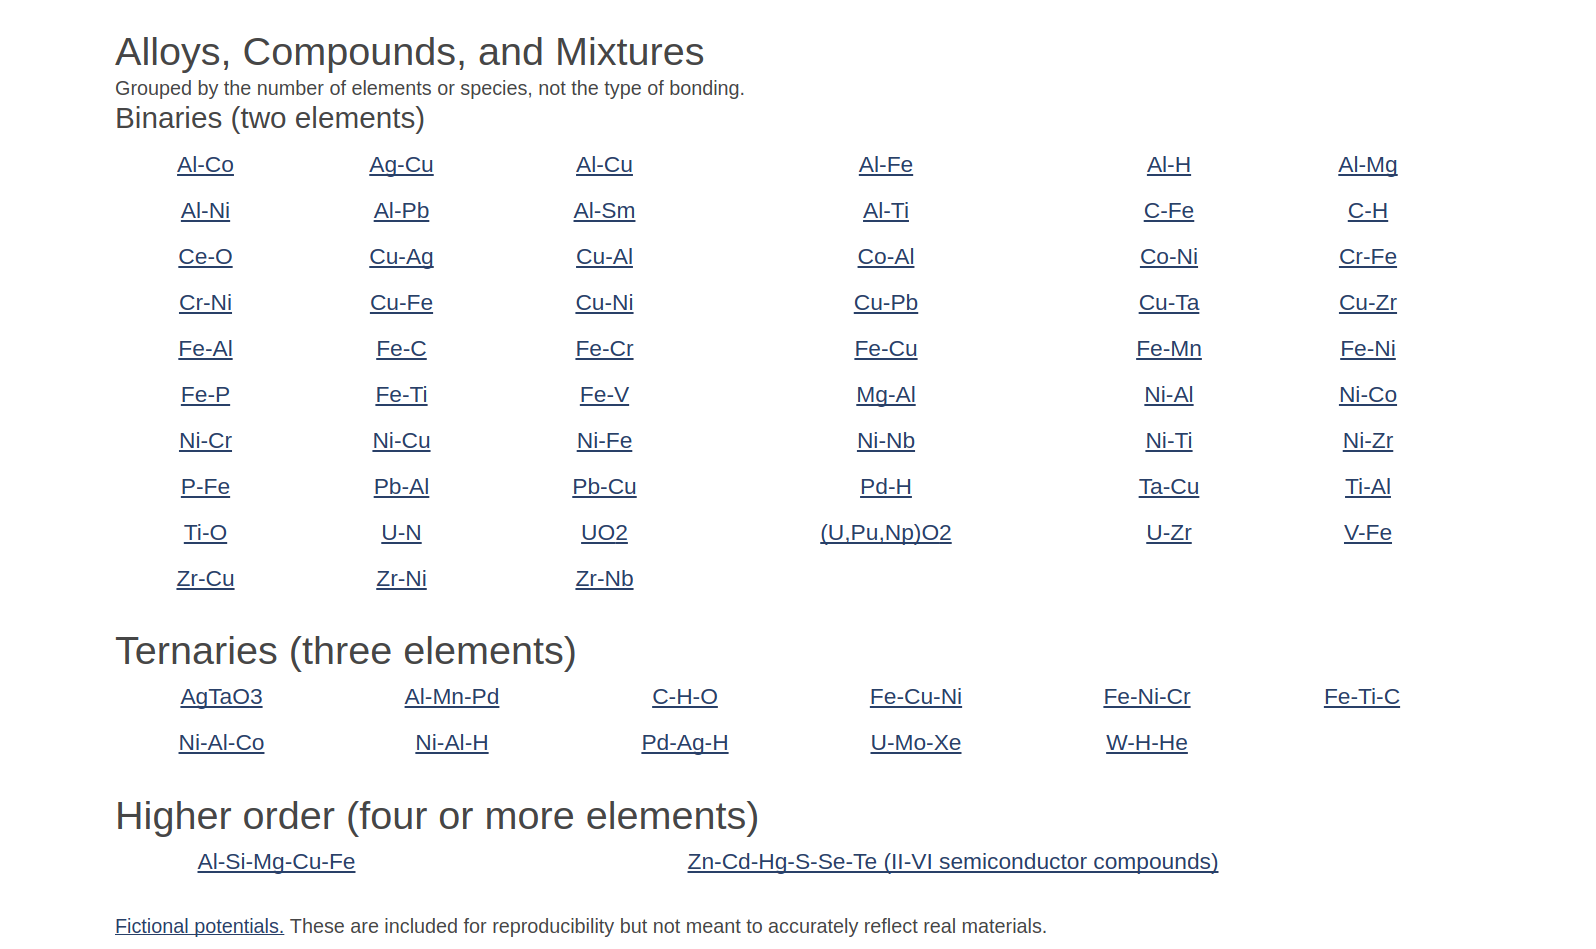 Alloys, Compounds, and Mixtures
Grouped by the number of elements or species, not the type of bonding.
Binaries (two elements)
Al-Co Ag-Cu Al-Cu Al-Fe Al-H Al-Mg
Al-Ni Al-Pb Al-Sm Al-Ti C-Fe C-H
Ce-O Cu-Ag Cu-Al Co-Al Co-Ni Cr-Fe
Cr-Ni Cu-Fe Cu-Ni Cu-Pb Cu-Ta Cu-Zr
Fe-Al Fe-C Fe-Cr Fe-Cu Fe-Mn Fe-Ni
Fe-P Fe-Ti Fe-V Mg-Al Ni-Al Ni-Co
Ni-Cr Ni-Cu Ni-Fe Ni-Nb Ni-Ti Ni-Zr
P-Fe Pb-Al Pb-Cu Pd-H Ta-Cu Ti-Al
Ti-O U-N UO2 (U,Pu,Np)O2 U-Zr V-Fe
Zr-Cu Zr-Ni Zr-Nb
Ternaries (three elements)
AgTaO3 Al-Mn-Pd C-H-O Fe-Cu-Ni Fe-Ni-Cr Fe-Ti-C
Ni-Al-Co Ni-Al-H Pd-Ag-H U-Mo-Xe W-H-He
Higher order (four or more elements)
Al-Si-Mg-Cu-Fe Zn-Cd-Hg-S-Se-Te (II-VI semiconductor compounds)
Fictional potentials. These are included for reproducibility but not meant to accurately reflect real materials.